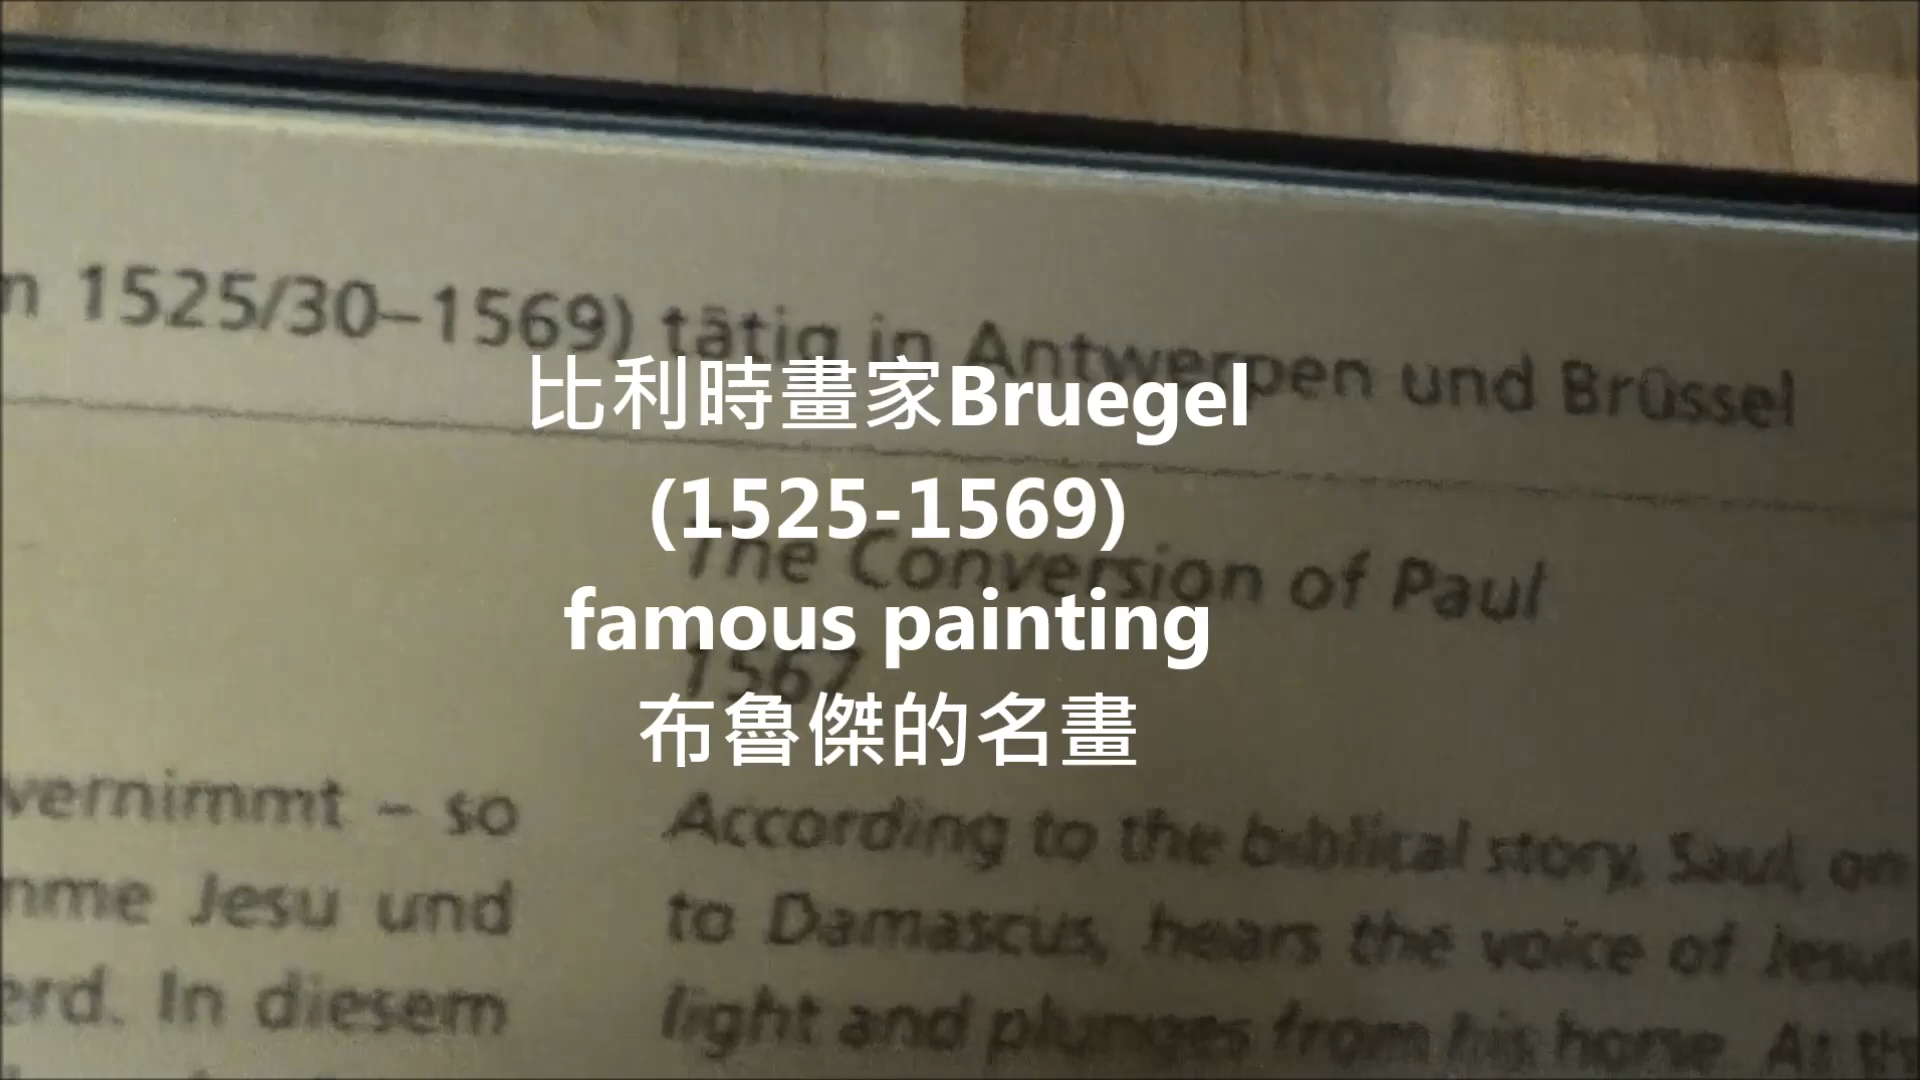 1525/30–1569) tätig in Antwerpen und Brüssel
比利時畫家Bruegel
(1525-1569)
famous painting
布魯傑的名畫
The Conversion of Paul
1567
vernimmt – so
Jesu und
In diesem
According to the biblical story, Saul, on
to Damascus, hears the voice of Jesus
light and plunges from his horse. At